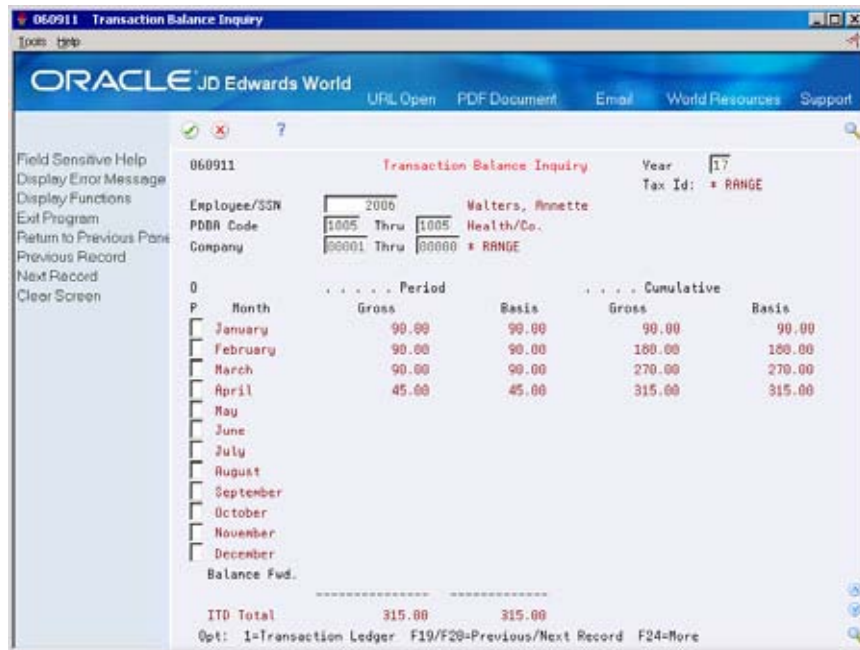 060911 Transaction Balance Inquiry
Tools Help
ORACLE JD Edwards World
URL Open PDF Document Email World Resources Support
?
Field Sensitive Help
Display Error Message
Display Functions
Exit Program
Return to Previous Pane
Previous Record
Next Record
Clear Screen
060911 Transaction Balance Inquiry Year 17
Tax Id: * RANGE
Employee/SSN 2006 Walters, Annette
PDBA Code 1005 Thru 1005 Health/Co.
Company 00001 Thru 00000 * RANGE
O . . . . . Period . . . . Cumulative
P Month Gross Basis Gross Basis
January 90.00 90.00 90.00 90.00
February 90.00 90.00 180.00 180.00
March 90.00 90.00 270.00 270.00
April 45.00 45.00 315.00 315.00
May
June
July
August
September
October
November
December
Balance Fwd.
--------------- -------------
ITD Total 315.00 315.00
Opt: 1=Transaction Ledger F19/F20=Previous/Next Record F24=More